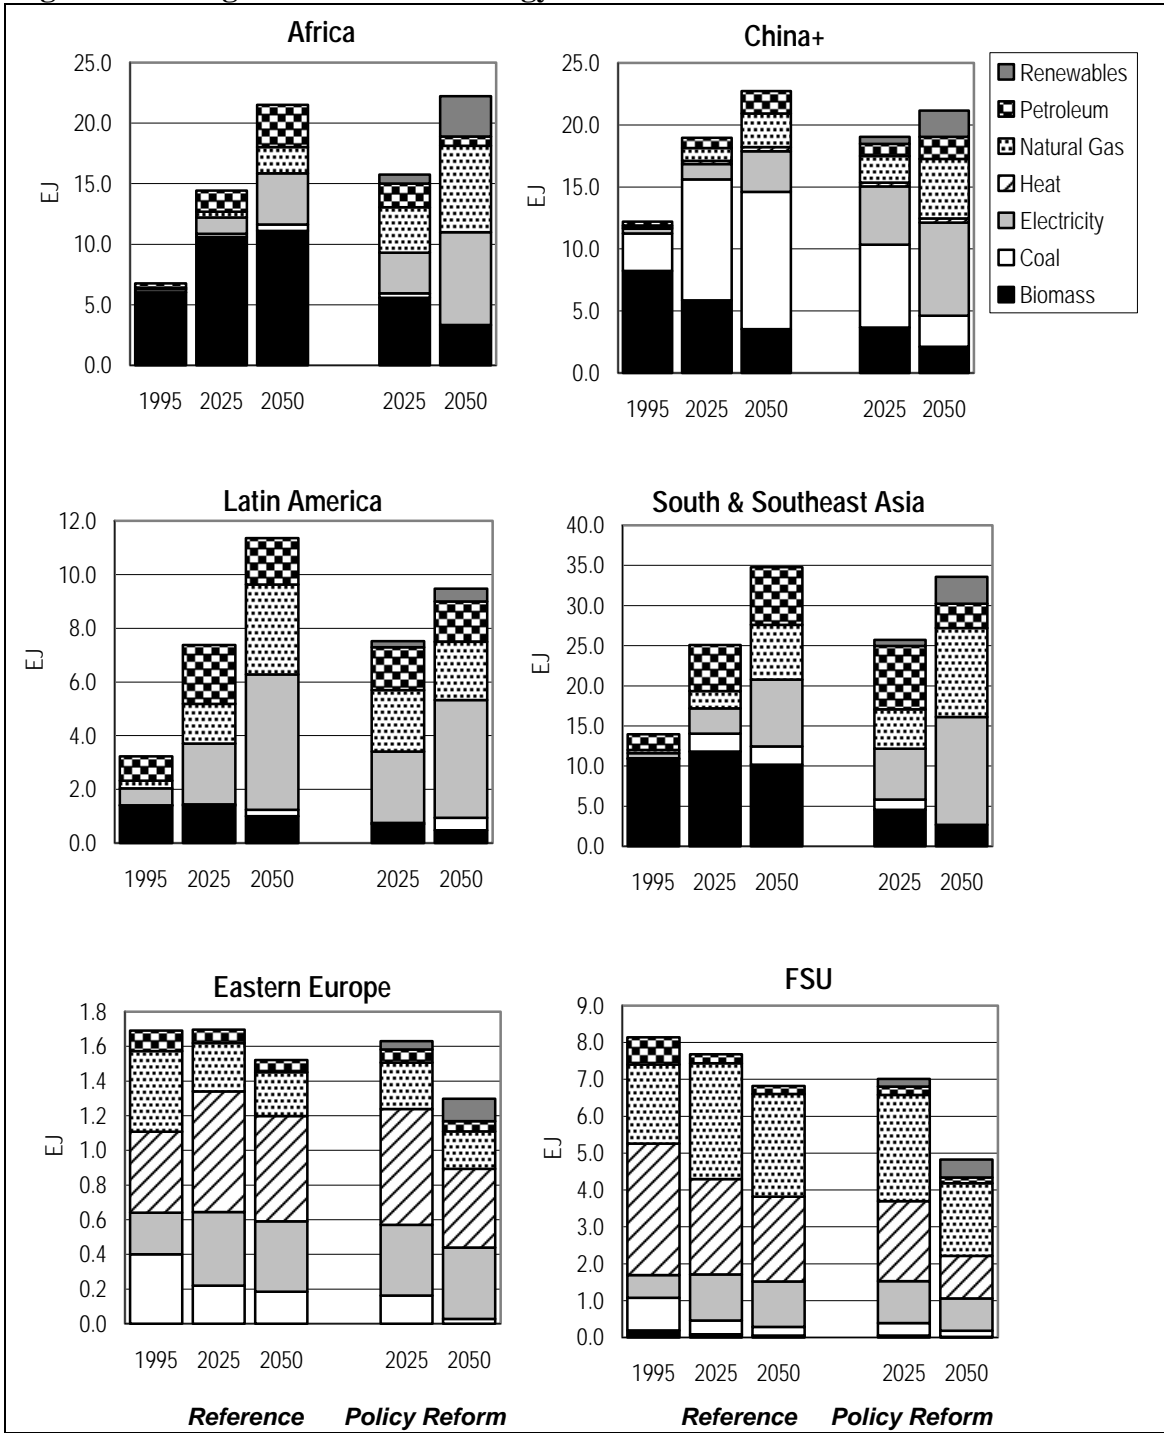 Africa
25.0
20.0
15.0
10.0
5.0
0.0
EJ
1995 2025 2050 2025 2050
China+
25.0
20.0
15.0
10.0
5.0
0.0
EJ
1995 2025 2050 2025 2050
Renewables
Petroleum
Natural Gas
Heat
Electricity
Coal
Biomass
Latin America
12.0
10.0
8.0
6.0
4.0
2.0
0.0
EJ
1995 2025 2050 2025 2050
South & Southeast Asia
40.0
35.0
30.0
25.0
20.0
15.0
10.0
5.0
0.0
EJ
1995 2025 2050 2025 2050
Eastern Europe
1.8
1.6
1.4
1.2
1.0
0.8
0.6
0.4
0.2
0.0
EJ
1995 2025 2050 2025 2050
Reference Policy Reform
FSU
9.0
8.0
7.0
6.0
5.0
4.0
3.0
2.0
1.0
0.0
EJ
1995 2025 2050 2025 2050
Reference Policy Reform